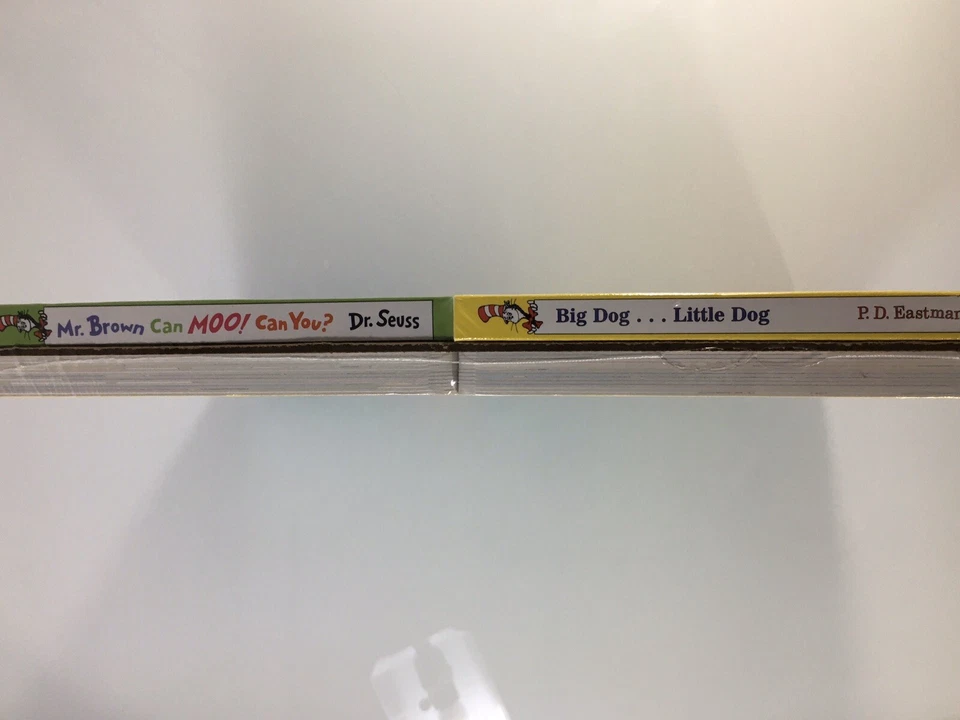 Mr. Brown Can MOO! Can You? Dr. Seuss
Big Dog . . . Little Dog P. D. Eastman